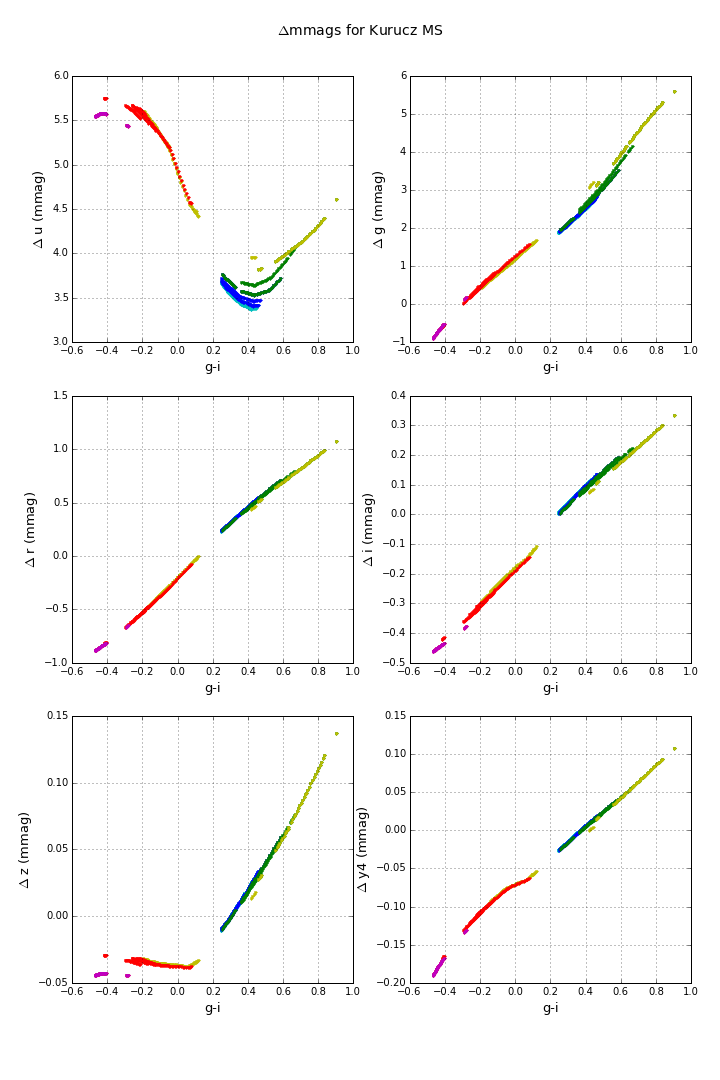 Δmmags for Kurucz MS
6.0
5.5
5.0
4.5
4.0
3.5
3.0
Δ u (mmag)
−0.6 −0.4 −0.2 0.0 0.2 0.4 0.6 0.8 1.0
g-i
6
5
4
3
2
1
0
−1
Δ g (mmag)
−0.6 −0.4 −0.2 0.0 0.2 0.4 0.6 0.8 1.0
g-i
1.5
1.0
0.5
0.0
−0.5
−1.0
Δ r (mmag)
−0.6 −0.4 −0.2 0.0 0.2 0.4 0.6 0.8 1.0
g-i
0.4
0.3
0.2
0.1
0.0
−0.1
−0.2
−0.3
−0.4
−0.5
Δ i (mmag)
−0.6 −0.4 −0.2 0.0 0.2 0.4 0.6 0.8 1.0
g-i
0.15
0.10
0.05
0.00
−0.05
Δ z (mmag)
−0.6 −0.4 −0.2 0.0 0.2 0.4 0.6 0.8 1.0
g-i
0.15
0.10
0.05
0.00
−0.05
−0.10
−0.15
−0.20
Δ y4 (mmag)
−0.6 −0.4 −0.2 0.0 0.2 0.4 0.6 0.8 1.0
g-i